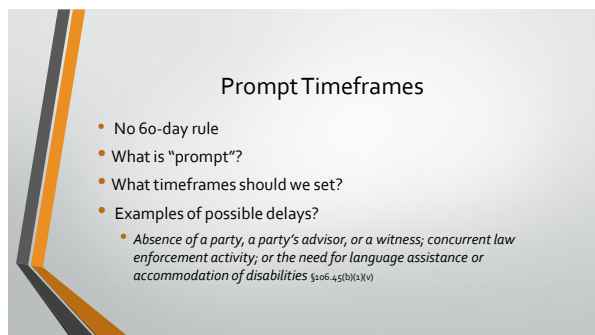 Prompt Timeframes
• No 60-day rule
• What is “prompt”?
• What timeframes should we set?
• Examples of possible delays?
• Absence of a party, a party’s advisor, or a witness; concurrent law
enforcement activity; or the need for language assistance or
accommodation of disabilities §106.45(b)(1)(v)